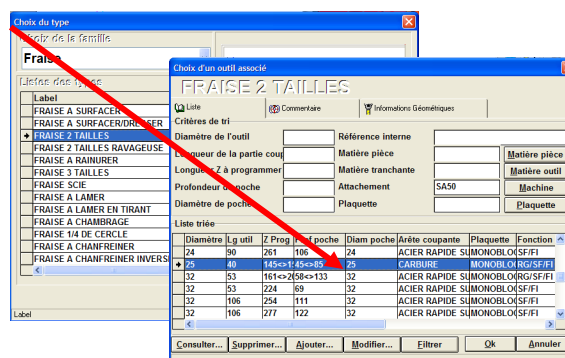 Choix du type
Choix de la famille
Fraise
Listes des types
Label
FRAISE A SURFACER
FRAISE A SURFACER/DRESSER
FRAISE 2 TAILLES
FRAISE 2 TAILLES RAVAGEUSE
FRAISE A RAINURER
FRAISE 3 TAILLES
FRAISE SCIE
FRAISE A LAMER
FRAISE A LAMER EN TIRANT
FRAISE A CHAMBRAGE
FRAISE 1/4 DE CERCLE
FRAISE A CHANFREINER
FRAISE A CHANFREINER INVERS
Label
Choix d'un outil associé
FRAISE 2 TAILLES
Liste Commentaire Informations Géométriques
Critères de tri
Diamètre de l'outil Référence interne
Longueur de la partie coup Matière pièce Matière pièce
Longueur Z à programmer Matière tranchante Matière outil
Profondeur de poche Attachement SA50 Machine
Diamètre de poche Plaquette Plaquette
Liste triée
Diamètre Lg util Z Prog Prof poche Diam poche Arête coupante Plaquette Fonction
24 90 261 106 24 ACIER RAPIDE SU MONOBLOC SF/FI
25 40 145<>1 45<>85 25 CARBURE MONOBLOC RG/SF/FI
32 53 161<>2 58<>133 32 ACIER RAPIDE SU MONOBLOC RG/SF/FI
32 53 224 69 32 ACIER RAPIDE SU MONOBLOC SF/FI
32 106 254 111 32 ACIER RAPIDE SU MONOBLOC SF/FI
32 106 277 122 32 ACIER RAPIDE SU MONOBLOC SF/FI
Consulter... Supprimer... Ajouter... Modifier... Filtrer Ok Annuler